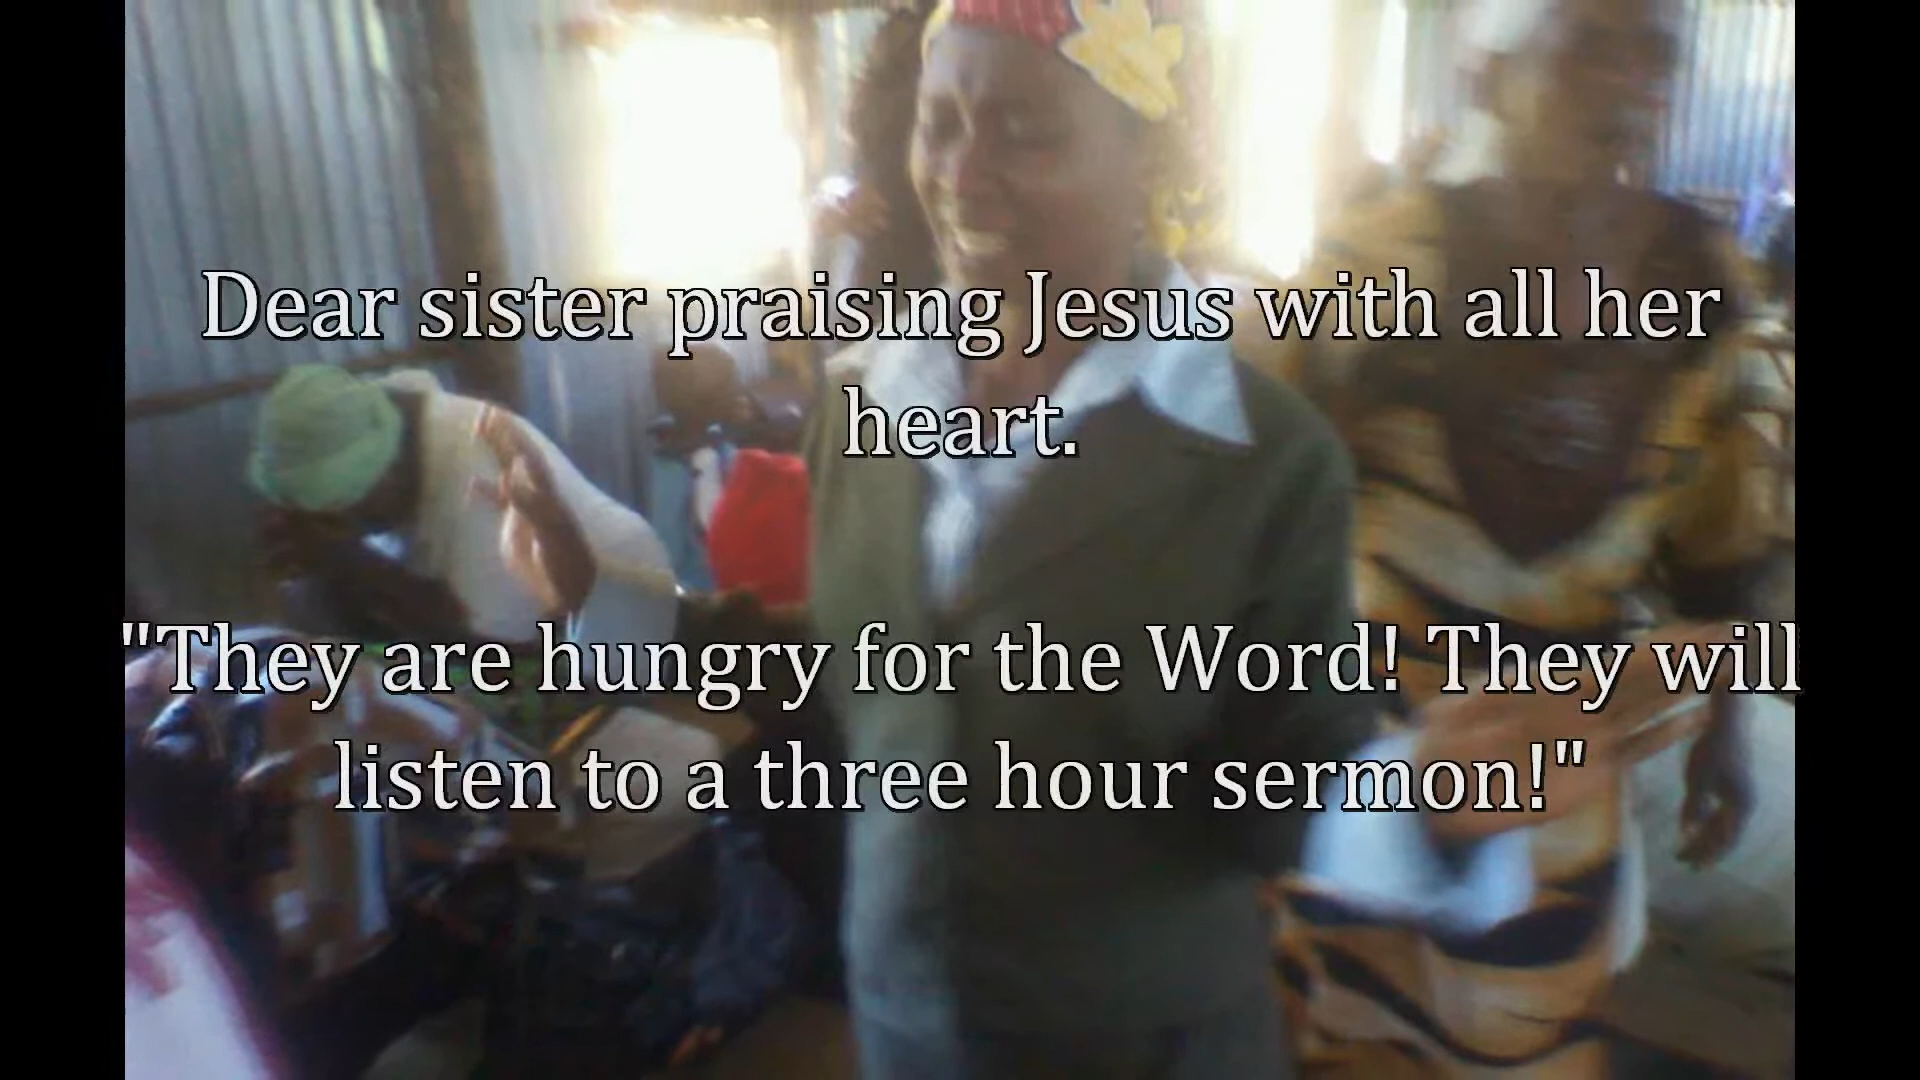 Dear sister praising Jesus with all her
heart.
"They are hungry for the Word! They will
listen to a three hour sermon!"